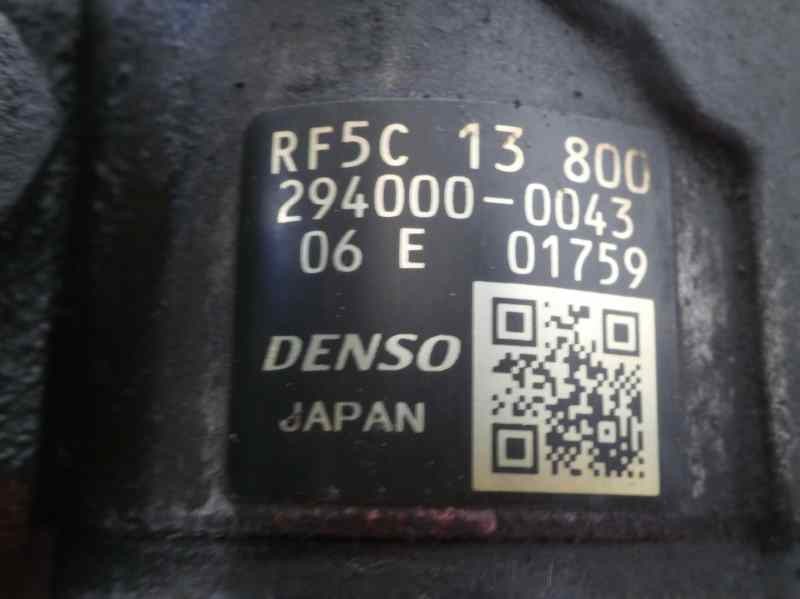 RF5C 13 800
294000-0043
06 E 01759
DENSO
JAPAN